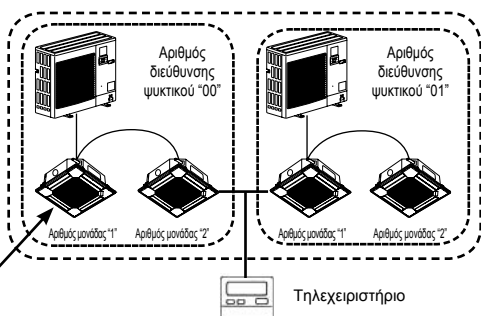 Αριθμός
διεύθυνσης
ψυκτικού “00”
Αριθμός
διεύθυνσης
ψυκτικού “01”
Αριθμός μονάδας “1”
Αριθμός μονάδας “2”
Αριθμός μονάδας “1”
Αριθμός μονάδας “2”
Τηλεχειριστήριο